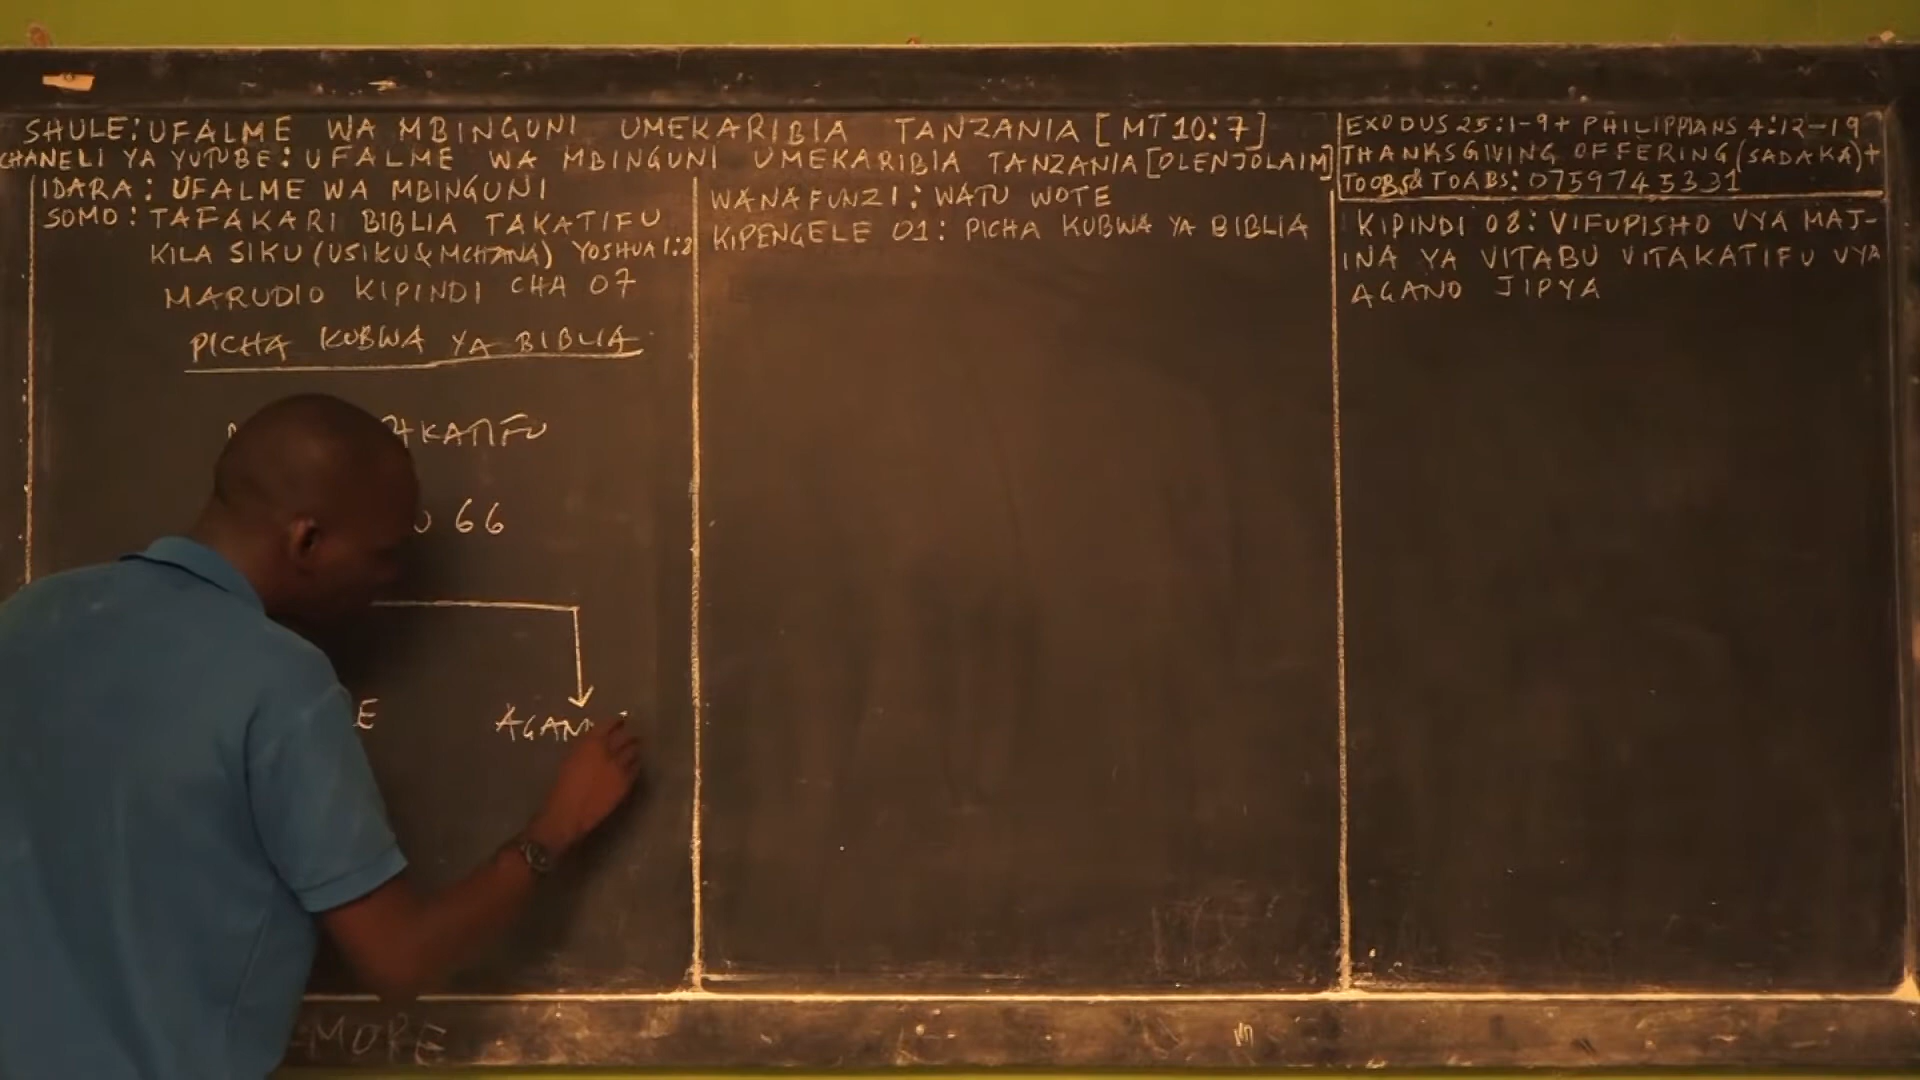 SHULE: UFALME WA MBINGUNI UMEKARIBIA TANZANIA [MT 10:7]
CHANELI YA YUTUBE: UFALME WA MBINGUNI UMEKARIBIA TANZANIA [OLENJOLAIM]
IDARA: UFALME WA MBINGUNI
SOMO: TAFAKARI BIBLIA TAKATIFU
KILA SIKU (USIKU & MCHANA) YOSHUA 1:8
MARUDIO KIPINDI CHA 07
PICHA KUBWA YA BIBLIA
AKATIFU
66
E
AGAN
WANAFUNZI: WATU WOTE
KIPENGELE 01: PICHA KUBWA YA BIBLIA
EXODUS 25:1-9 + PHILIPPIANS 4:12-19
THANKSGIVING OFFERING (SADAKA) +
TOOBS & TOABS: 0759745331
KIPINDI 08: VIFUPISHO VYA MAJ-
INA YA VITABU VITAKATIFU VYA
AGANO JIPYA
MORE